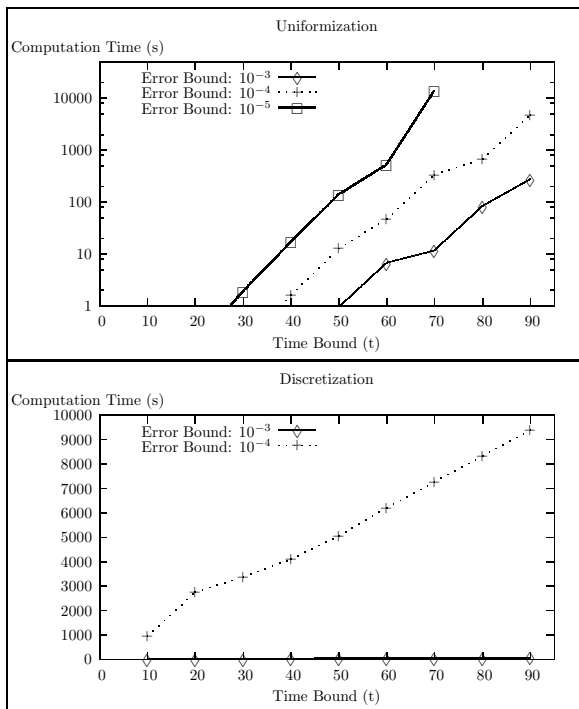 Uniformization
Computation Time (s)
Error Bound: 10⁻³
Error Bound: 10⁻⁴
Error Bound: 10⁻⁵
10000
1000
100
10
1
0 10 20 30 40 50 60 70 80 90
Time Bound (t)
Discretization
Computation Time (s)
Error Bound: 10⁻³
Error Bound: 10⁻⁴
10000
9000
8000
7000
6000
5000
4000
3000
2000
1000
0
0 10 20 30 40 50 60 70 80 90
Time Bound (t)